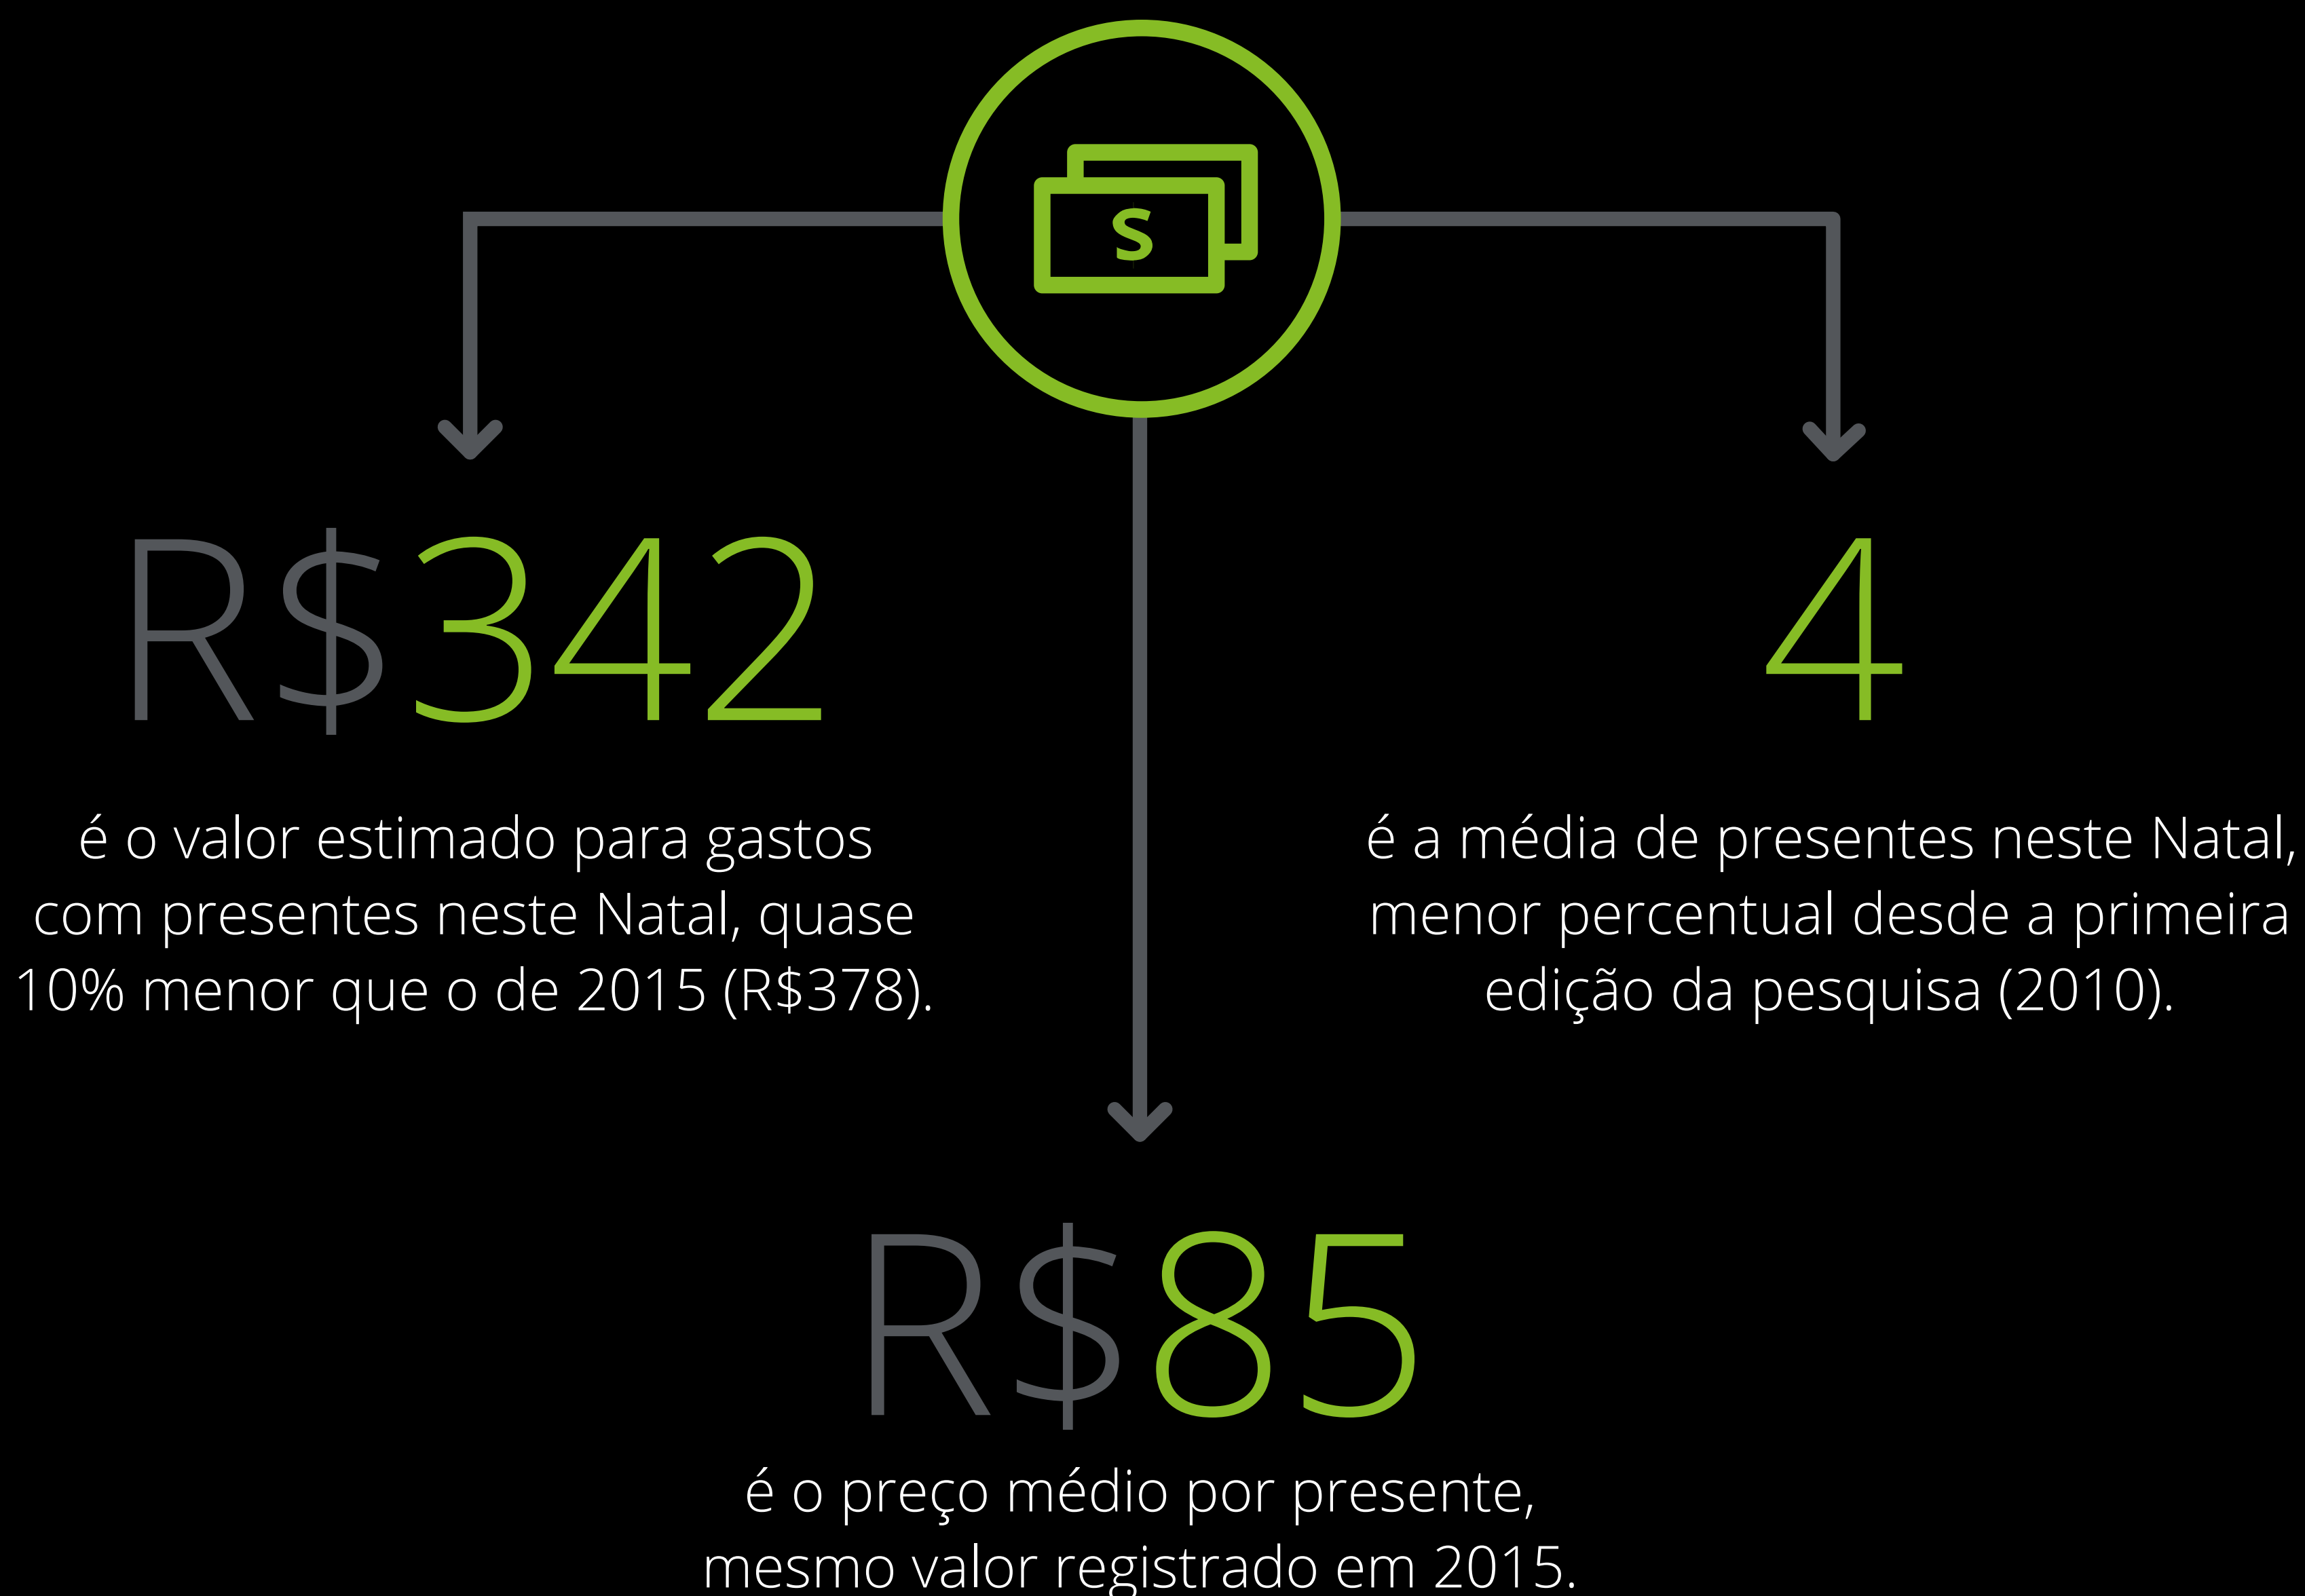 S
R$342
é o valor estimado para gastos
com presentes neste Natal, quase
10% menor que o de 2015 (R$378).
4
é a média de presentes neste Natal,
menor percentual desde a primeira
edição da pesquisa (2010).
R$85
é o preço médio por presente,
mesmo valor registrado em 2015.